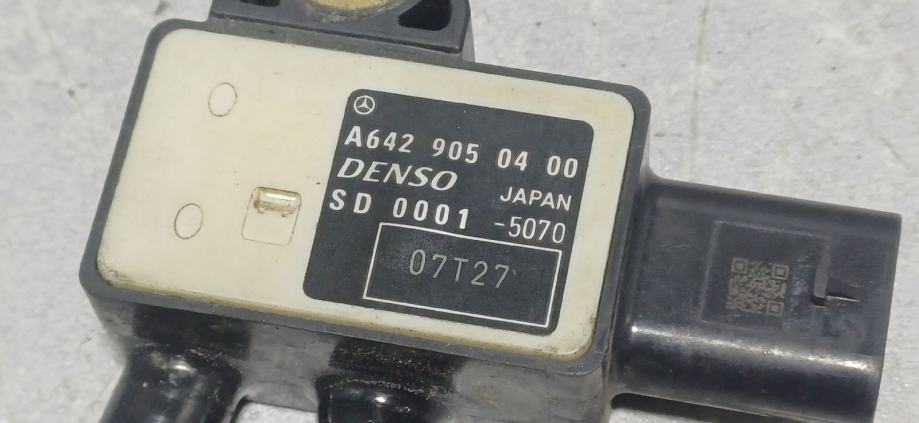 A642 905 04 00
DENSO JAPAN
SD 0001 -5070
07T27